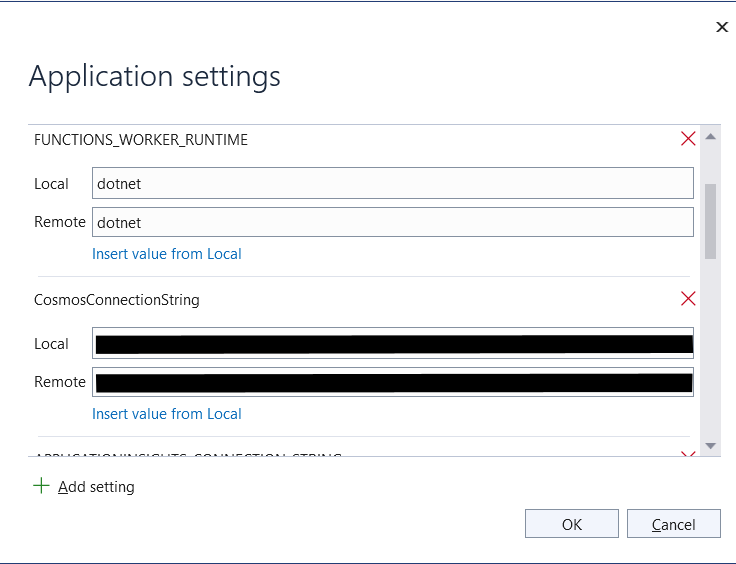 Application settings
FUNCTIONS_WORKER_RUNTIME
Local dotnet
Remote dotnet
Insert value from Local
CosmosConnectionString
Local
Remote
Insert value from Local
APPLICATIONINSIGHTS_CONNECTION_STRING
Add setting
OK Cancel